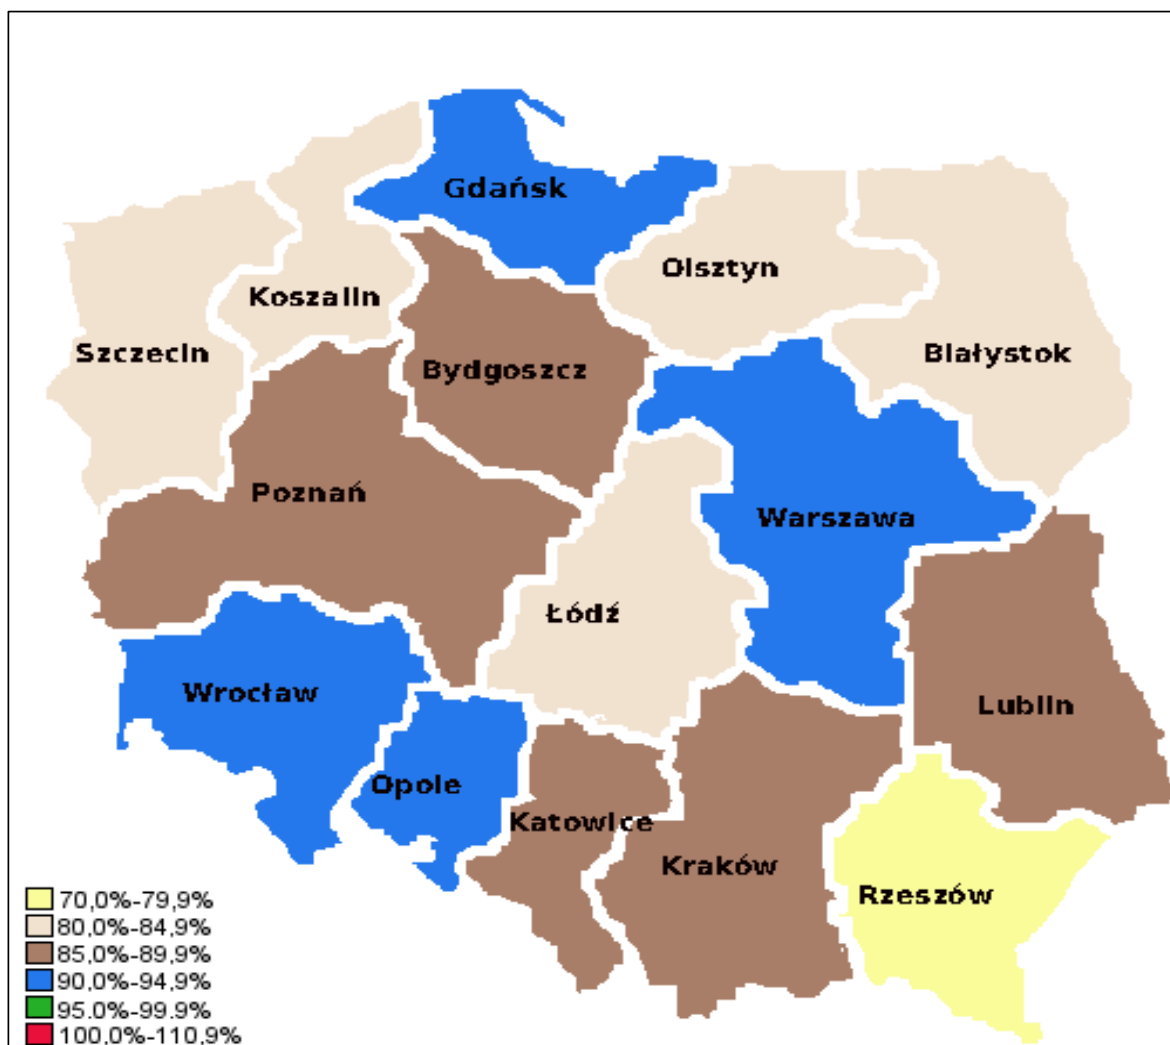 Gdańsk
Olsztyn
Koszalin
Szczecin
Białystok
Bydgoszcz
Poznań
Warszawa
Łódź
Wrocław
Lublin
Opole
Katowice
Kraków
Rzeszów
70,0%-79,9%
80,0%-84,9%
85,0%-89,9%
90,0%-94,9%
95.0%-99.9%
100,0%-110,9%